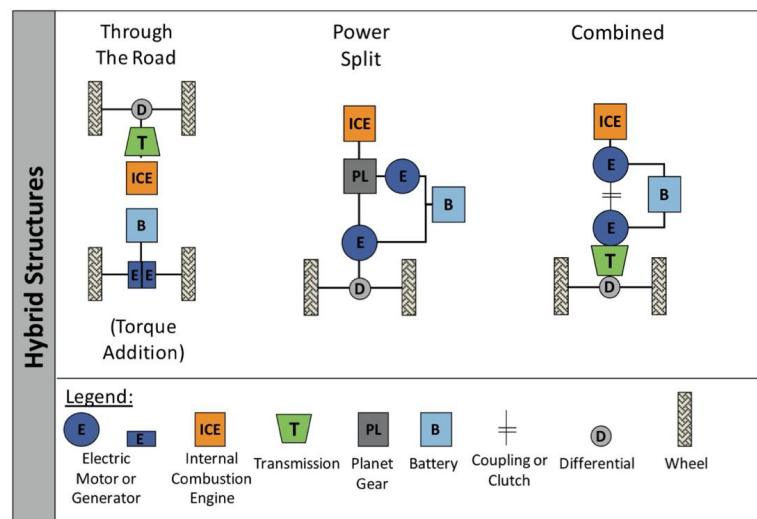 Hybrid Structures
Through
The Road
D
T
ICE
B
E E
(Torque
Addition)
Power
Split
ICE
PL E
B
E
D
Combined
ICE
E
B
E
T
D
Legend:
E E ICE T PL B D
Electric
Motor or
Generator
Internal
Combustion
Engine
Transmission
Planet
Gear
Battery
Coupling or
Clutch
Differential
Wheel